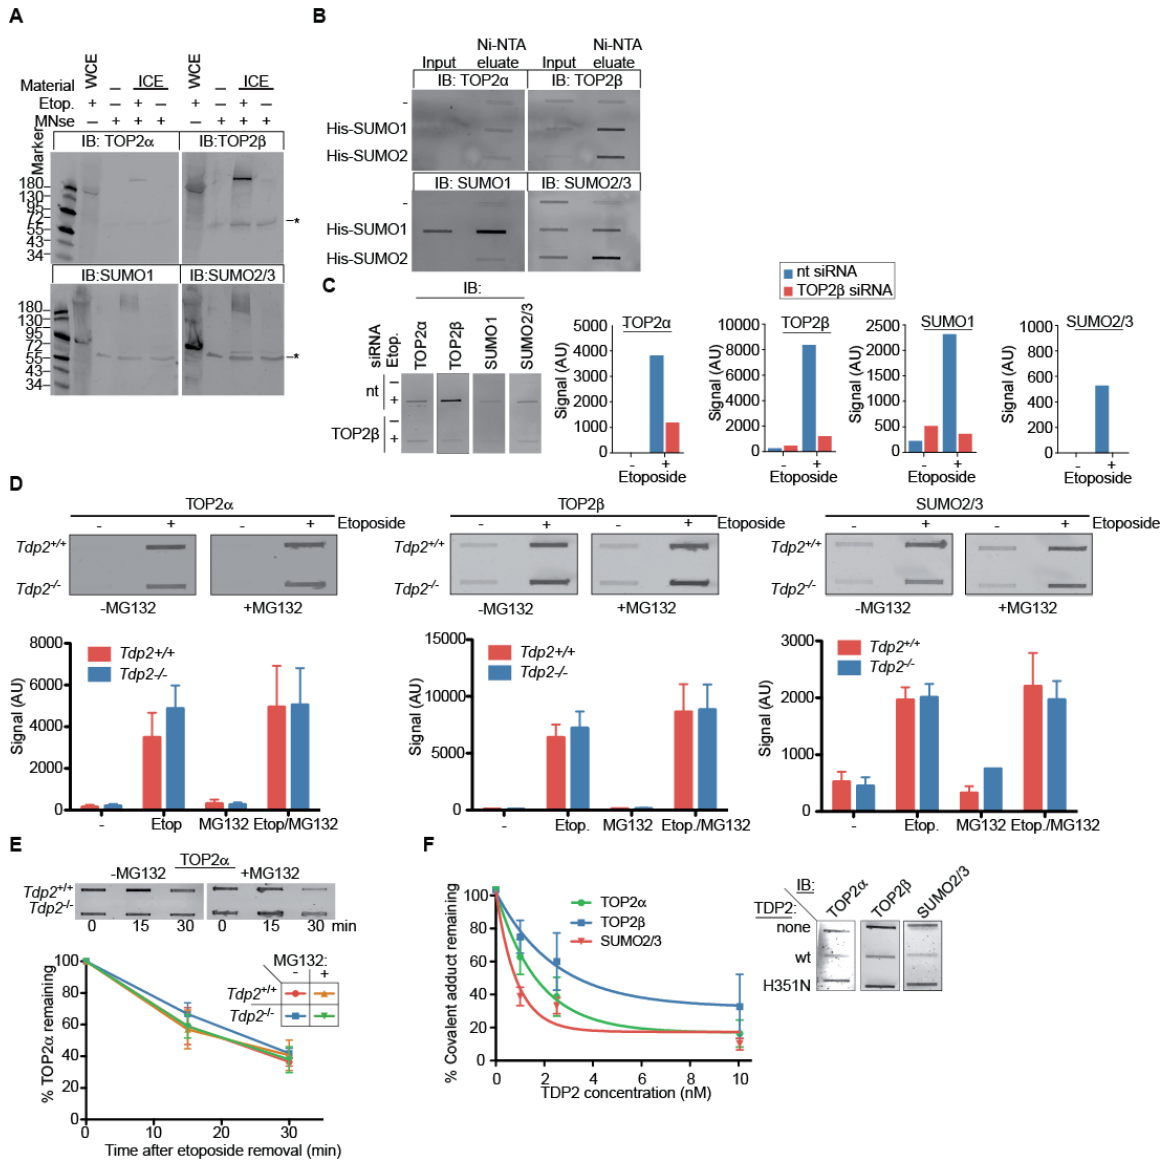 A
Material WCE – ICE WCE – ICE
Etop. + – + – + – + –
MNse – + + + – + + +
Marker
IB: TOP2α IB:TOP2β
180
130
95
72
55
43
34
–*
IB:SUMO1 IB:SUMO2/3
180
130
95
72
55
43
34
–*
B
Ni-NTA Ni-NTA
Input eluate Input eluate
IB: TOP2α IB: TOP2β
-
His-SUMO1
His-SUMO2
IB: SUMO1 IB: SUMO2/3
-
His-SUMO1
His-SUMO2
C
IB:
siRNA Etop. TOP2α TOP2β SUMO1 SUMO2/3
nt – +
TOP2β – +
nt siRNA
TOP2β siRNA
TOP2α
Signal (AU)
5000
4000
3000
2000
1000
0
- +
Etoposide
TOP2β
Signal (AU)
10000
8000
6000
4000
2000
0
- +
Etoposide
SUMO1
Signal (AU)
2500
2000
1500
1000
500
0
- +
Etoposide
SUMO2/3
Signal (AU)
1000
800
600
400
200
0
- +
Etoposide
D
TOP2α
- + - + Etoposide
Tdp2+/+
Tdp2-/-
-MG132 +MG132
TOP2β
- + - + Etoposide
Tdp2+/+
Tdp2-/-
-MG132 +MG132
SUMO2/3
- + - + Etoposide
Tdp2+/+
Tdp2-/-
-MG132 +MG132
Signal (AU)
8000
6000
4000
2000
0
Tdp2+/+
Tdp2-/-
- Etop MG132 Etop/MG132
Signal (AU)
15000
10000
5000
0
Tdp2+/+
Tdp2-/-
- Etop. MG132 Etop./MG132
Signal (AU)
3000
2000
1000
0
Tdp2+/+
Tdp2-/-
- Etop. MG132 Etop./MG132
E
TOP2α
-MG132 +MG132
Tdp2+/+
Tdp2-/-
0 15 30 0 15 30 min
% TOP2α remaining
100
80
60
40
20
0
MG132:
- +
Tdp2+/+
Tdp2-/-
0 10 20 30
Time after etoposide removal (min)
F
% Covalent adduct remaining
100
80
60
40
20
0
TOP2α
TOP2β
SUMO2/3
0 2 4 6 8 10
TDP2 concentration (nM)
IB:
TDP2: TOP2α TOP2β SUMO2/3
none
wt
H351N